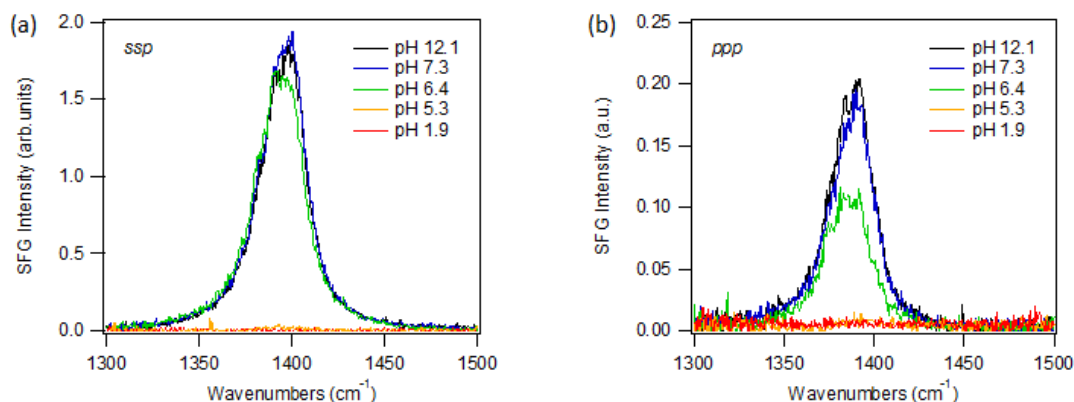 (a)
ssp
pH 12.1
pH 7.3
pH 6.4
pH 5.3
pH 1.9
2.0
1.5
1.0
0.5
0.0
SFG Intensity (arb.units)
1300 1350 1400 1450 1500
Wavenumbers (cm⁻¹)
(b)
ppp
pH 12.1
pH 7.3
pH 6.4
pH 5.3
pH 1.9
0.25
0.20
0.15
0.10
0.05
0.00
SFG Intensity (a.u.)
1300 1350 1400 1450 1500
Wavenumbers (cm⁻¹)